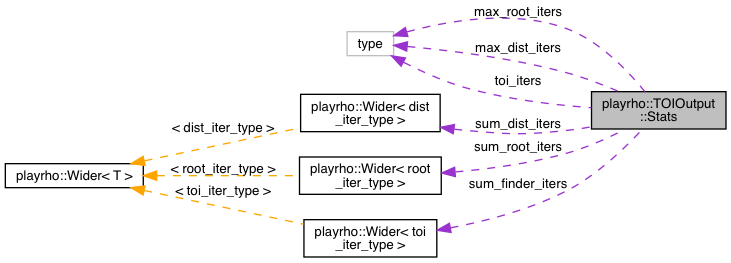 max_root_iters
type
max_dist_iters
toi_iters
playrho::Wider< dist
_iter_type >
playrho::TOIOutput
::Stats
< dist_iter_type >
sum_dist_iters
sum_root_iters
playrho::Wider< T >
< root_iter_type >
playrho::Wider< root
_iter_type >
< toi_iter_type >
sum_finder_iters
playrho::Wider< toi
_iter_type >